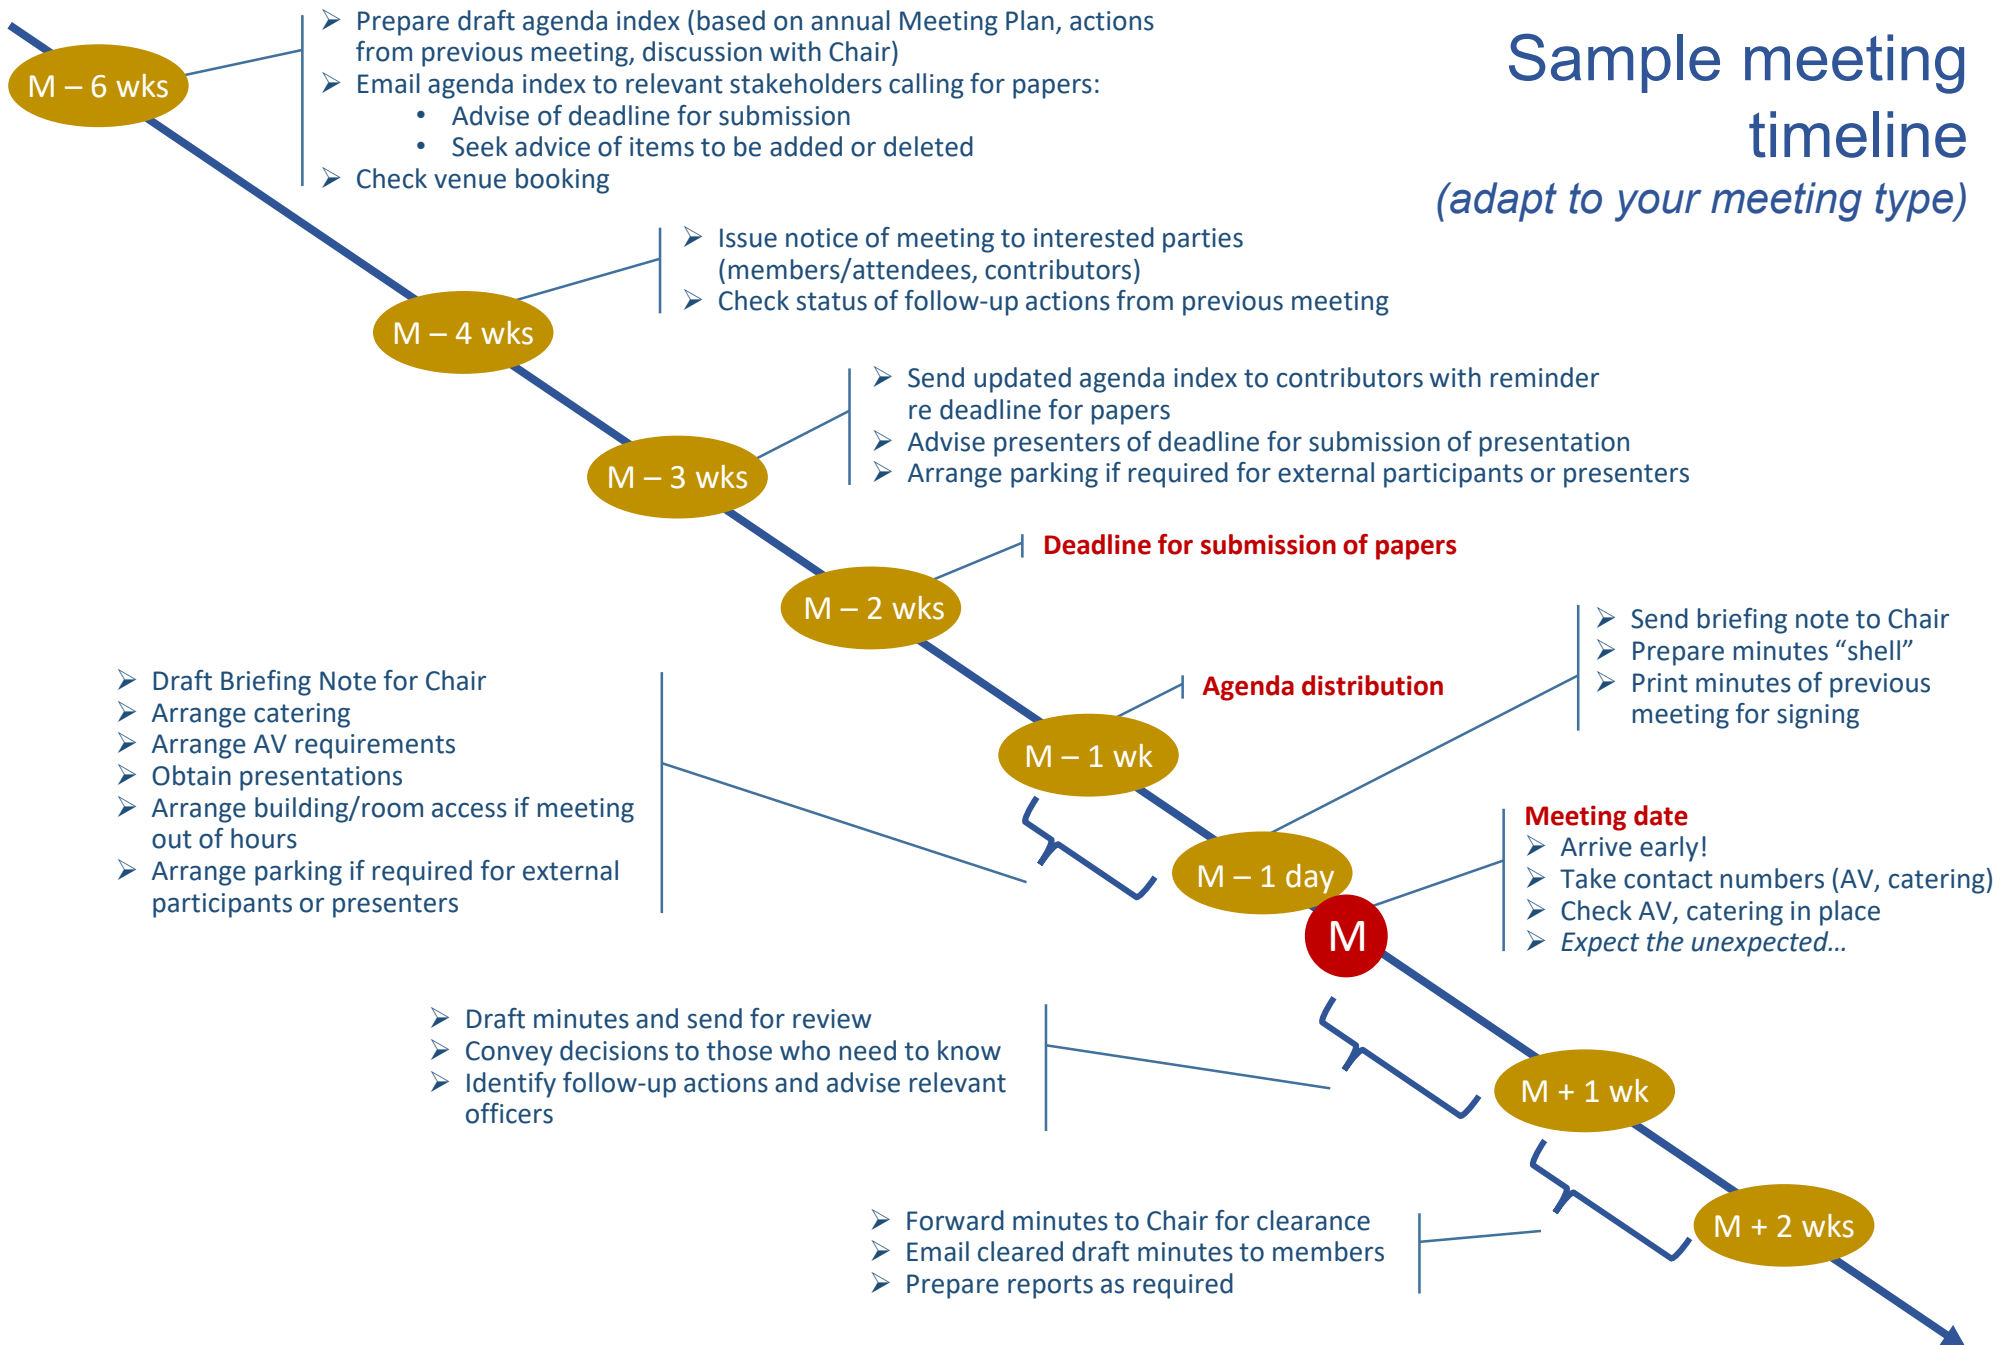 Sample meeting
timeline
(adapt to your meeting type)
M – 6 wks
➢ Prepare draft agenda index (based on annual Meeting Plan, actions
from previous meeting, discussion with Chair)
➢ Email agenda index to relevant stakeholders calling for papers:
• Advise of deadline for submission
• Seek advice of items to be added or deleted
➢ Check venue booking
M – 4 wks
➢ Issue notice of meeting to interested parties
(members/attendees, contributors)
➢ Check status of follow-up actions from previous meeting
M – 3 wks
➢ Send updated agenda index to contributors with reminder
re deadline for papers
➢ Advise presenters of deadline for submission of presentation
➢ Arrange parking if required for external participants or presenters
M – 2 wks
Deadline for submission of papers
M – 1 wk
Agenda distribution
➢ Draft Briefing Note for Chair
➢ Arrange catering
➢ Arrange AV requirements
➢ Obtain presentations
➢ Arrange building/room access if meeting
out of hours
➢ Arrange parking if required for external
participants or presenters
M – 1 day
➢ Send briefing note to Chair
➢ Prepare minutes “shell”
➢ Print minutes of previous
meeting for signing
M
Meeting date
➢ Arrive early!
➢ Take contact numbers (AV, catering)
➢ Check AV, catering in place
➢ Expect the unexpected…
➢ Draft minutes and send for review
➢ Convey decisions to those who need to know
➢ Identify follow-up actions and advise relevant
officers
M + 1 wk
➢ Forward minutes to Chair for clearance
➢ Email cleared draft minutes to members
➢ Prepare reports as required
M + 2 wks